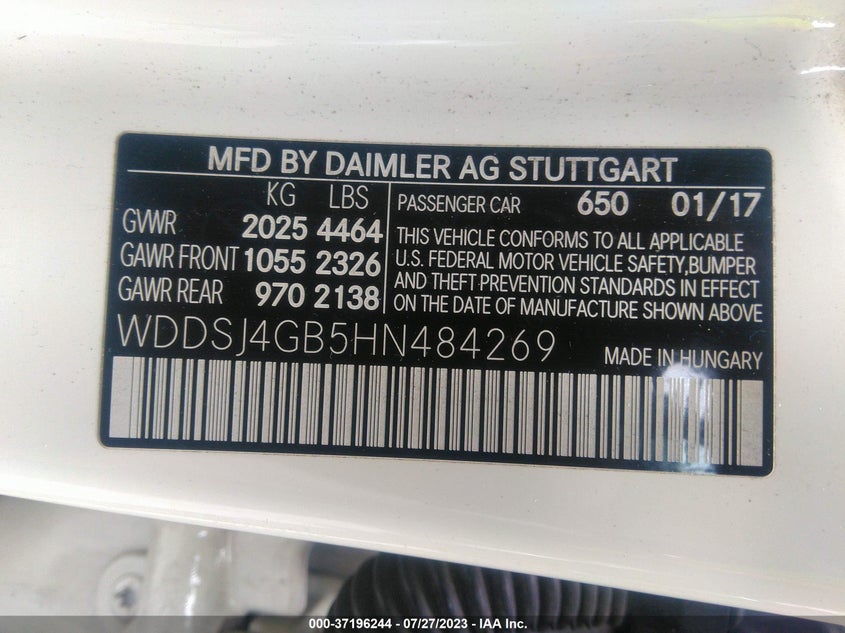 MFD BY DAIMLER AG STUTTGART
KG LBS
GVWR 2025 4464
GAWR FRONT 1055 2326
GAWR REAR 970 2138
PASSENGER CAR 650 01/17
THIS VEHICLE CONFORMS TO ALL APPLICABLE
U.S. FEDERAL MOTOR VEHICLE SAFETY,BUMPER
AND THEFT PREVENTION STANDARDS IN EFFECT
ON THE DATE OF MANUFACTURE SHOWN ABOVE
WDDSJ4GB5HN484269
MADE IN HUNGARY
000-37196244 / 07/27/2023 - IAA Inc.